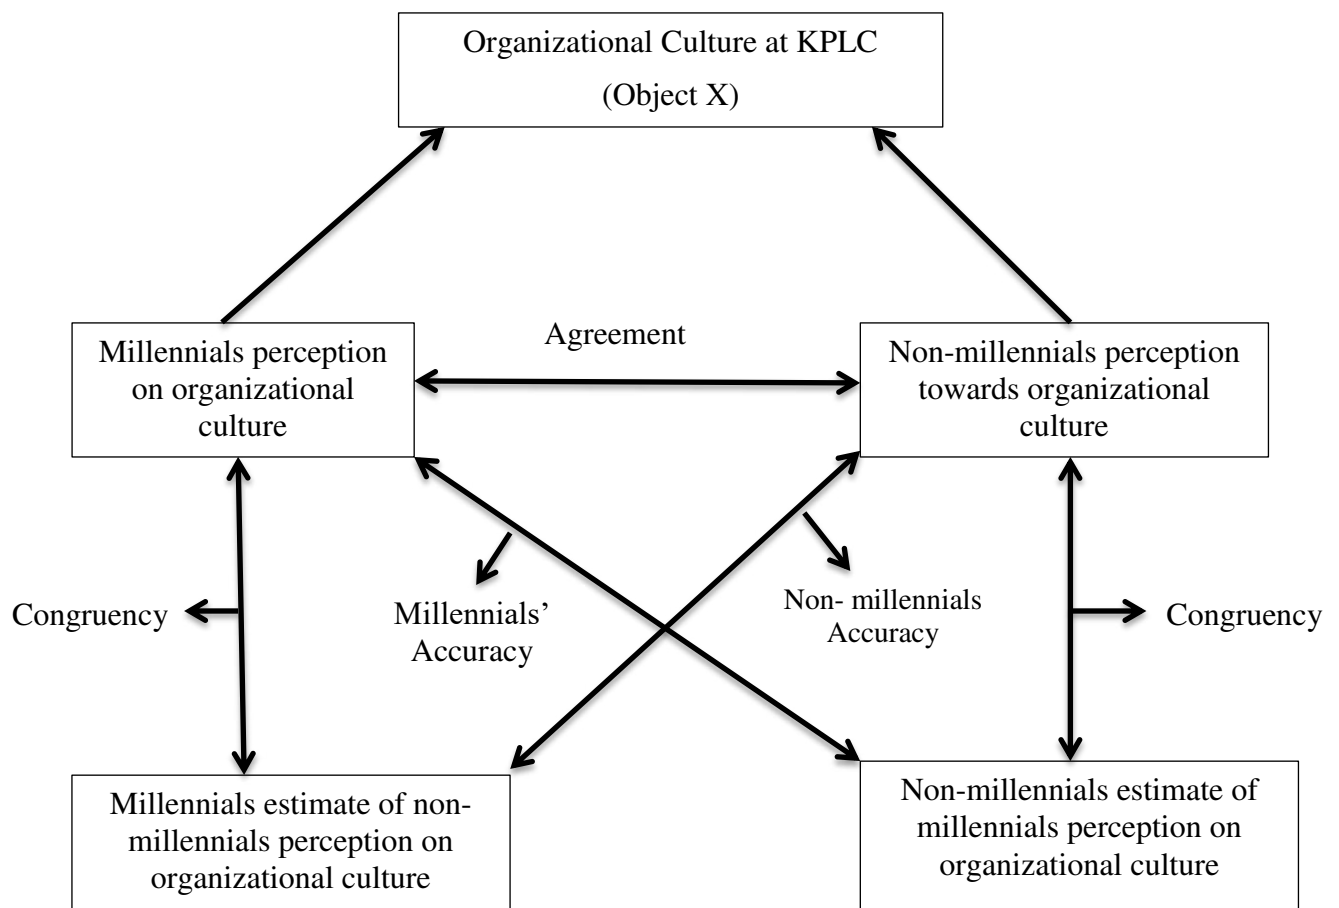 Organizational Culture at KPLC
(Object X)
Millennials perception
on organizational
culture
Agreement
Non-millennials perception
towards organizational
culture
Congruency
Millennials’
Accuracy
Non- millennials
Accuracy
Congruency
Millennials estimate of non-
millennials perception on
organizational culture
Non-millennials estimate of
millennials perception on
organizational culture